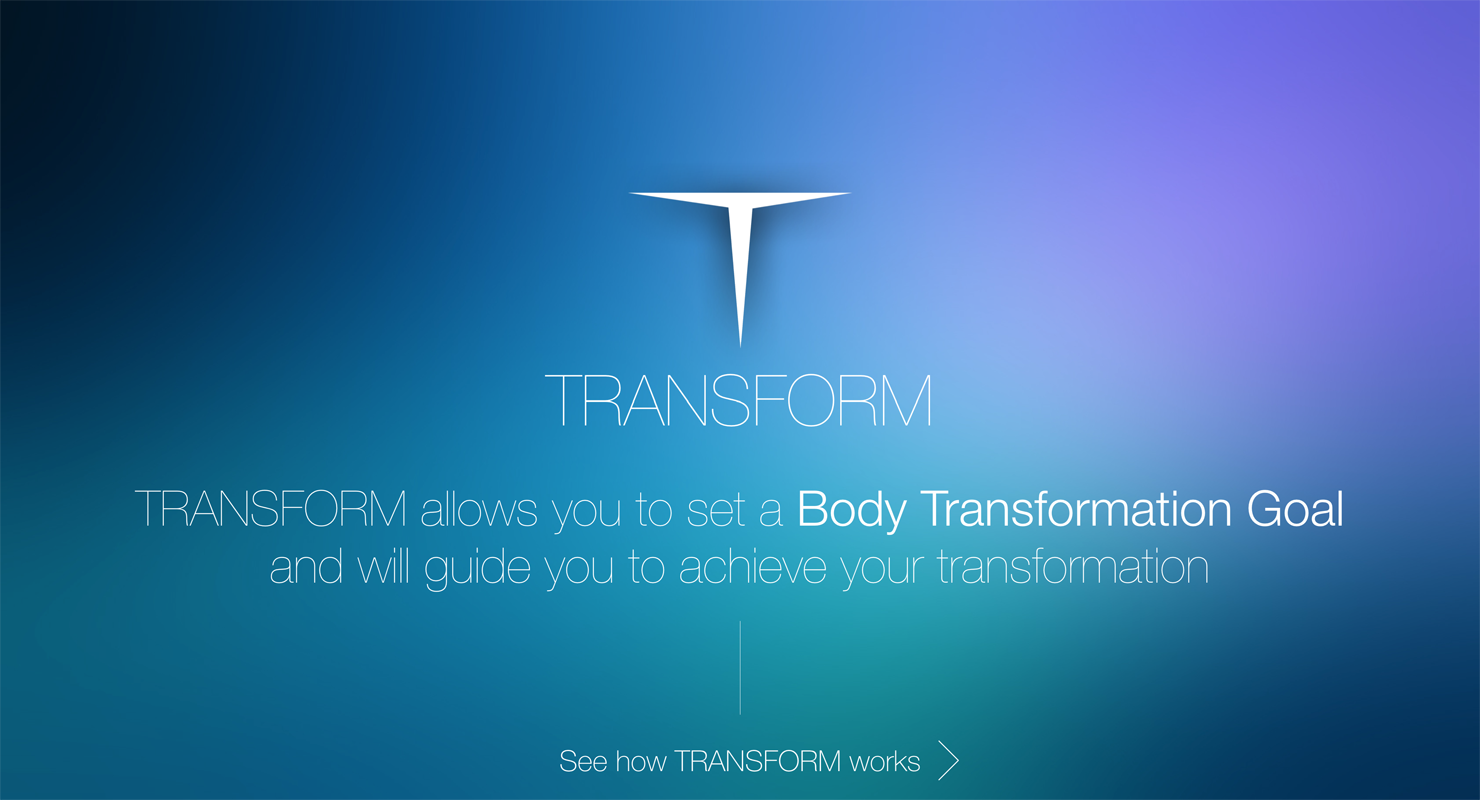 T
TRANSFORM
TRANSFORM allows you to set a Body Transformation Goal
and will guide you to achieve your transformation
See how TRANSFORM works